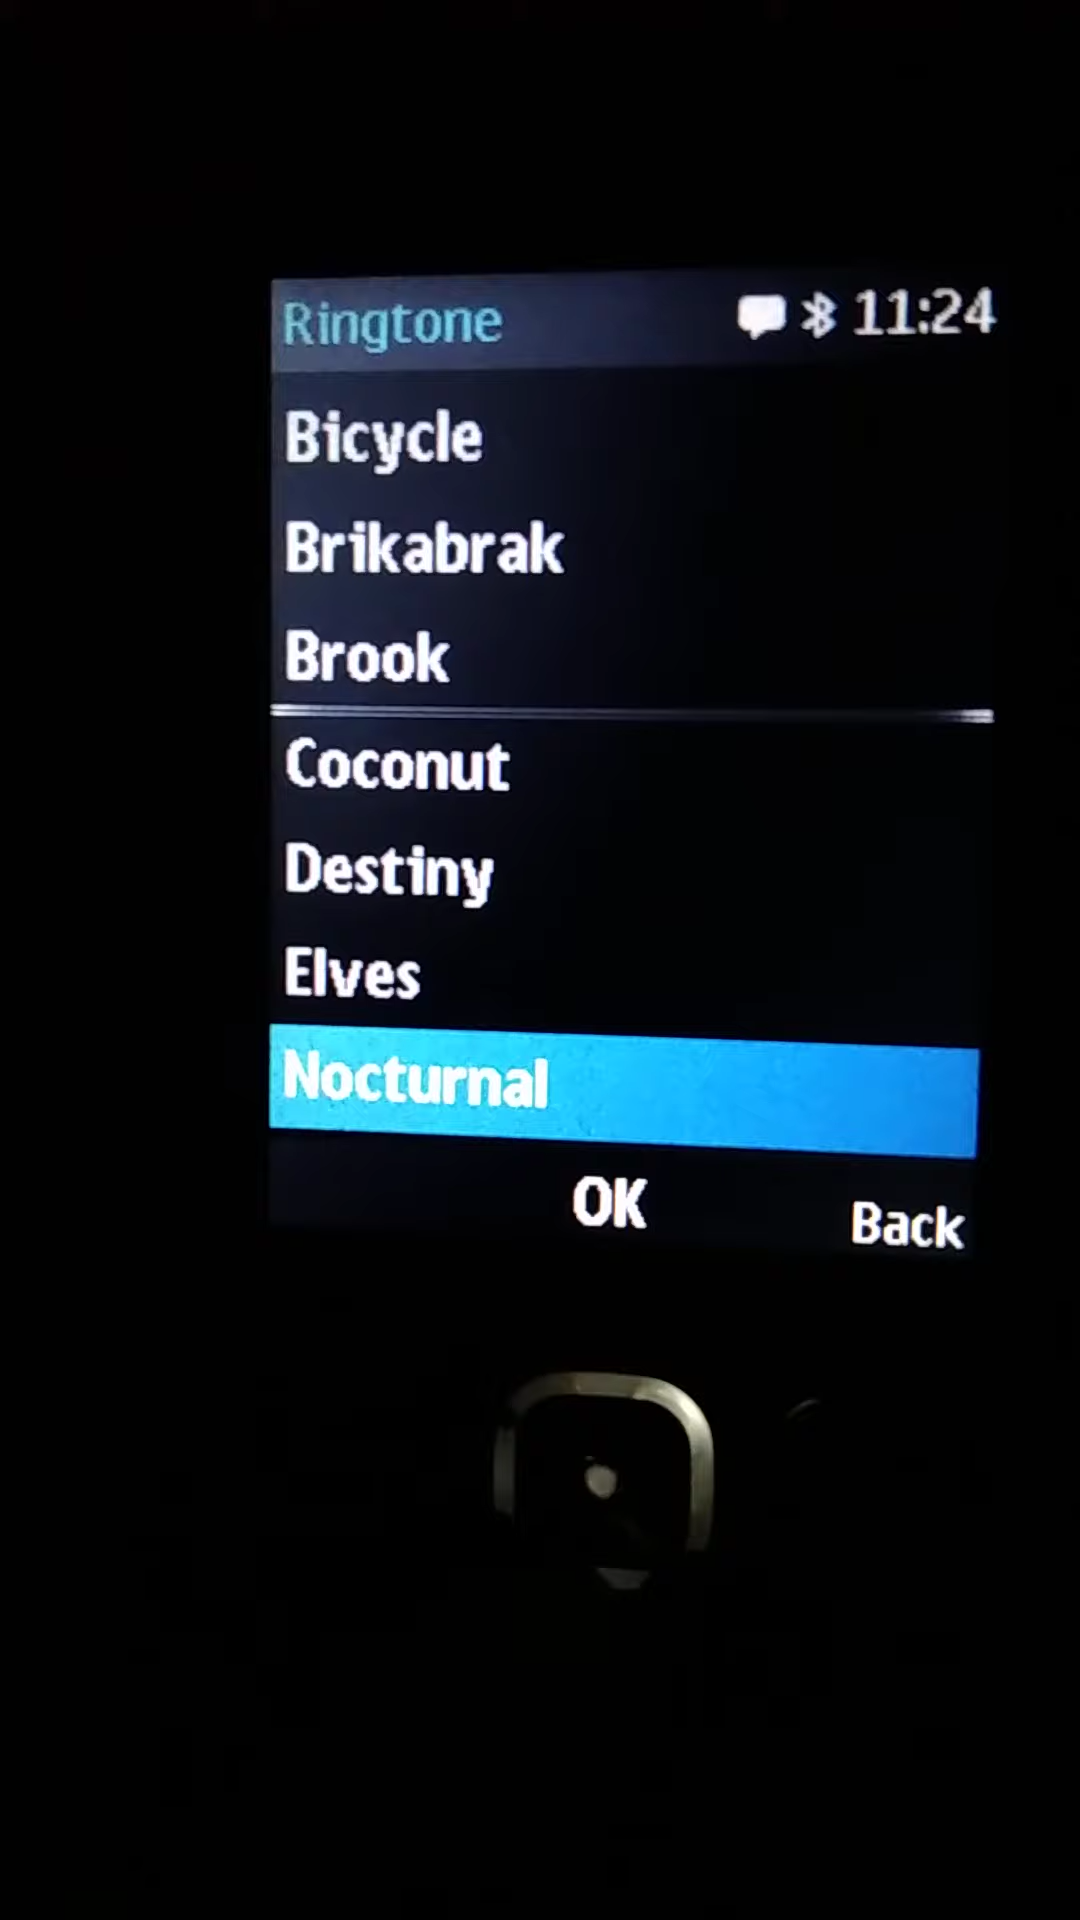 Ringtone 11:24
Bicycle
Brikabrak
Brook
Coconut
Destiny
Elves
Nocturnal
OK Back